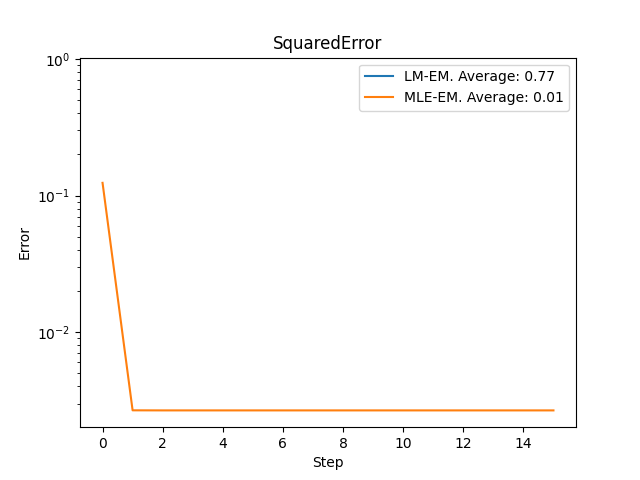 SquaredError
LM-EM. Average: 0.77
MLE-EM. Average: 0.01
10⁰
10⁻¹
10⁻²
Error
0 2 4 6 8 10 12 14
Step